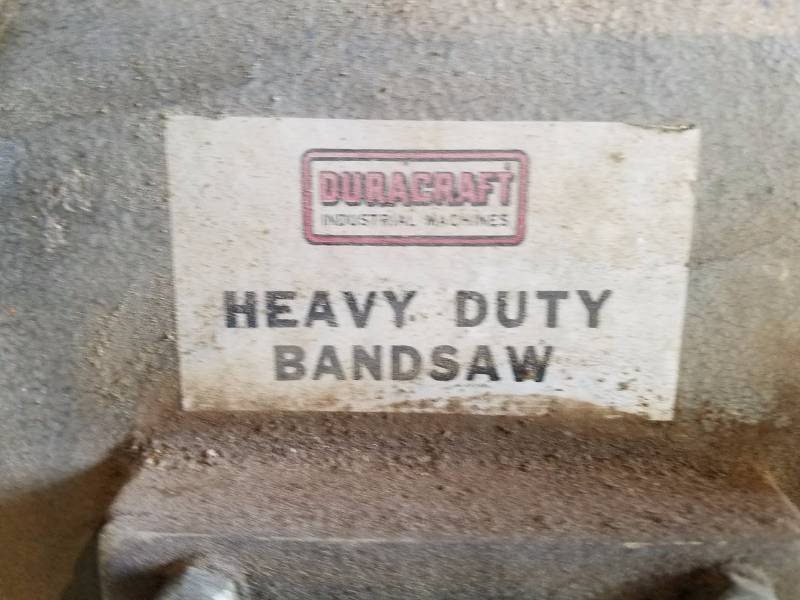 DURACRAFT
INDUSTRIAL MACHINES
HEAVY DUTY
BANDSAW